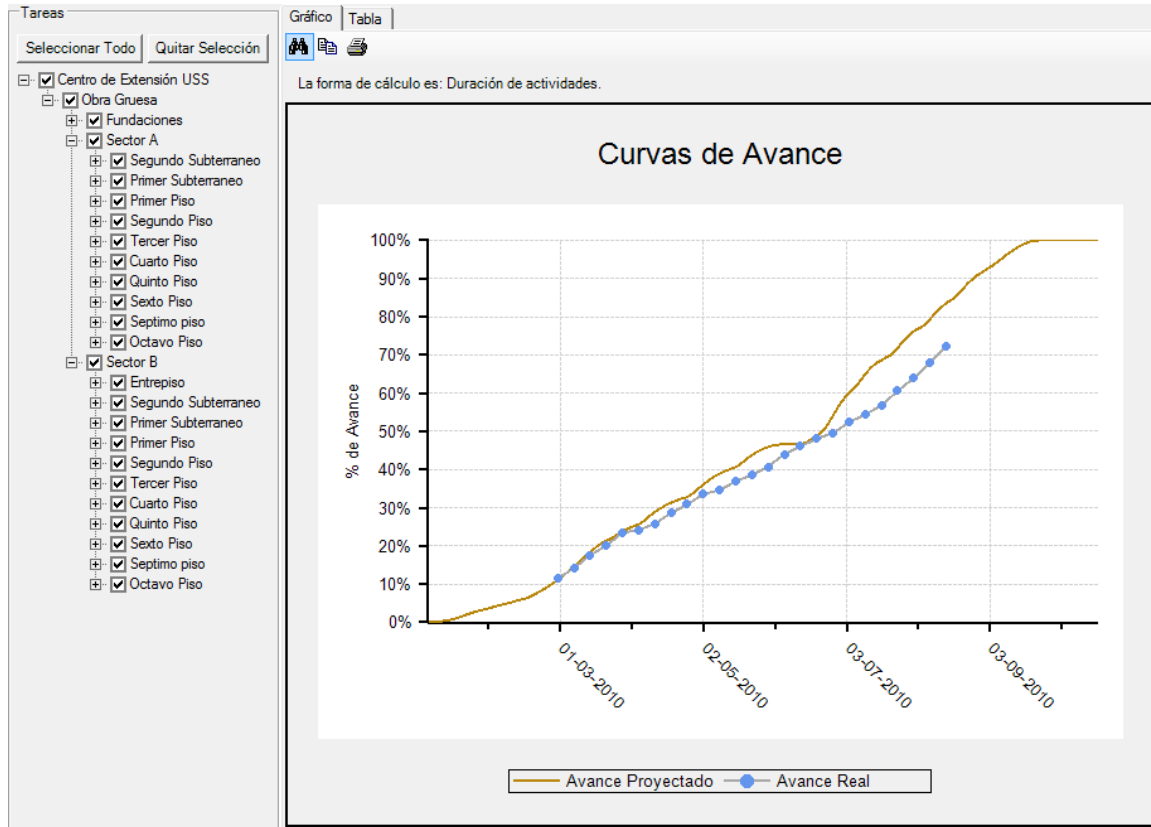 Tareas
Seleccionar Todo Quitar Selección
Centro de Extensión USS
Obra Gruesa
Fundaciones
Sector A
Segundo Subterraneo
Primer Subterraneo
Primer Piso
Segundo Piso
Tercer Piso
Cuarto Piso
Quinto Piso
Sexto Piso
Septimo piso
Octavo Piso
Sector B
Entrepiso
Segundo Subterraneo
Primer Subterraneo
Primer Piso
Segundo Piso
Tercer Piso
Cuarto Piso
Quinto Piso
Sexto Piso
Septimo piso
Octavo Piso
Gráfico Tabla
La forma de cálculo es: Duración de actividades.
Curvas de Avance
% de Avance
100%
90%
80%
70%
60%
50%
40%
30%
20%
10%
0%
01-03-2010
02-05-2010
03-07-2010
03-09-2010
Avance Proyectado Avance Real